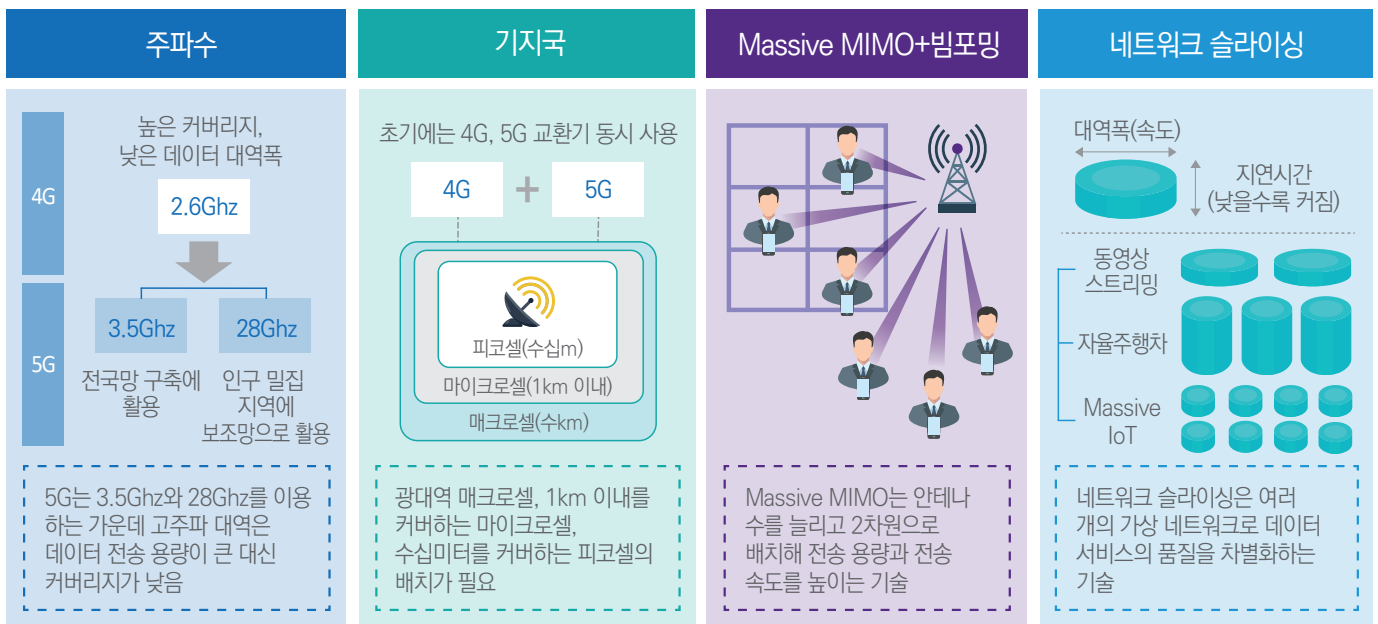 주파수
4G
높은 커버리지,
낮은 데이터 대역폭
2.6Ghz
5G
3.5Ghz
28Ghz
전국망 구축에
활용
인구 밀집
지역에
보조망으로 활용
5G는 3.5Ghz와 28Ghz를 이용
하는 가운데 고주파 대역은
데이터 전송 용량이 큰 대신
커버리지가 낮음
기지국
초기에는 4G, 5G 교환기 동시 사용
4G + 5G
피코셀(수십m)
마이크로셀(1km 이내)
매크로셀(수km)
광대역 매크로셀, 1km 이내를
커버하는 마이크로셀,
수십미터를 커버하는 피코셀의
배치가 필요
Massive MIMO+빔포밍
Massive MIMO는 안테나
수를 늘리고 2차원으로
배치해 전송 용량과 전송
속도를 높이는 기술
네트워크 슬라이싱
대역폭(속도)
지연시간
(낮을수록 커짐)
동영상
스트리밍
자율주행차
Massive
IoT
네트워크 슬라이싱은 여러
개의 가상 네트워크로 데이터
서비스의 품질을 차별화하는
기술